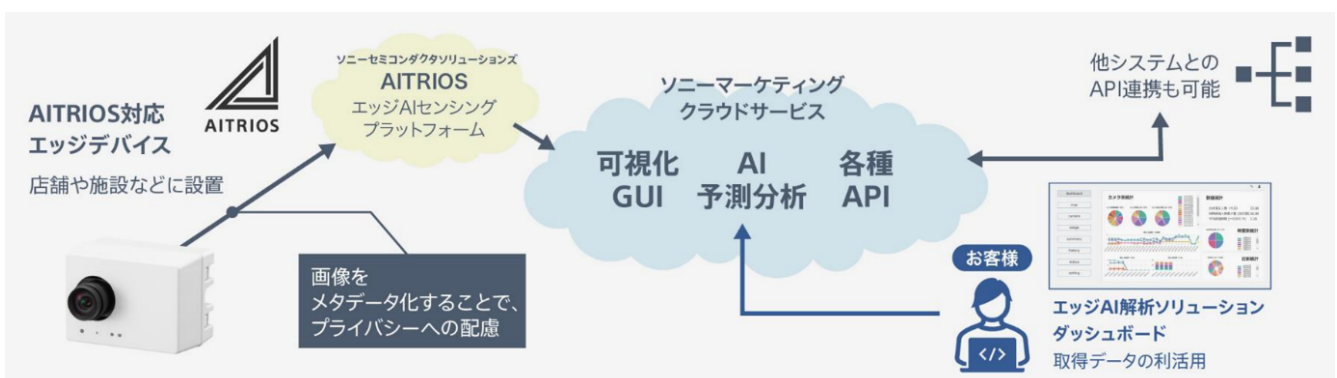 AITRIOS対応
エッジデバイス
店舗や施設などに設置
AITRIOS
ソニーセミコンダクタソリューションズ
AITRIOS
エッジAIセンシング
プラットフォーム
画像を
メタデータ化することで、
プライバシーへの配慮
ソニーマーケティング
クラウドサービス
可視化
GUI
AI
予測分析
各種
API
他システムとの
API連携も可能
お客様
</>
エッジAI解析ソリューション
ダッシュボード
取得データの利活用